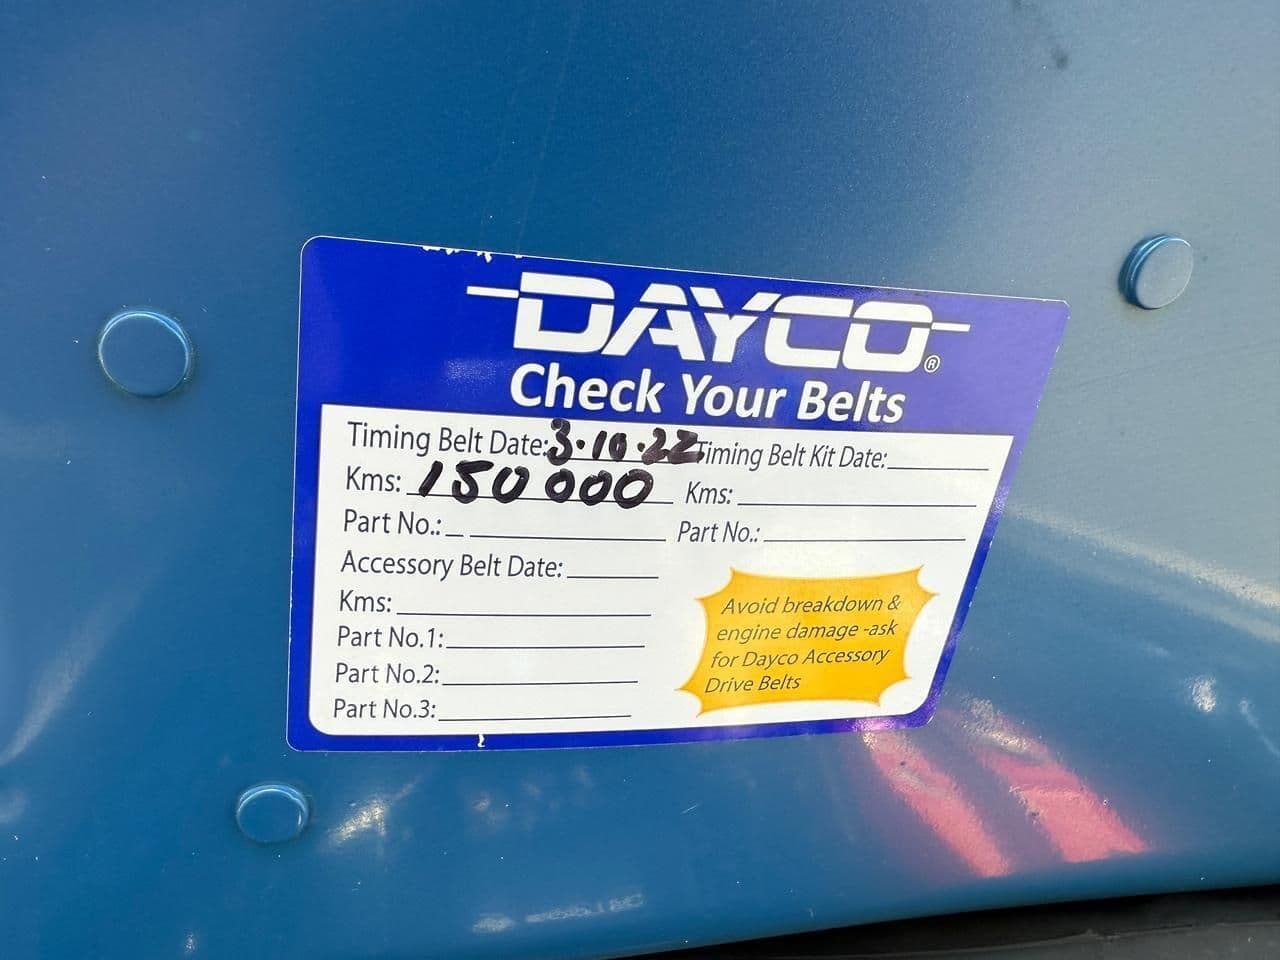 DAYCO®
Check Your Belts
Timing Belt Date: 3.10.22 Timing Belt Kit Date:
Kms: 150 000 Kms:
Part No.: Part No.:
Accessory Belt Date:
Kms:
Part No.1:
Part No.2:
Part No.3:
Avoid breakdown &
engine damage -ask
for Dayco Accessory
Drive Belts